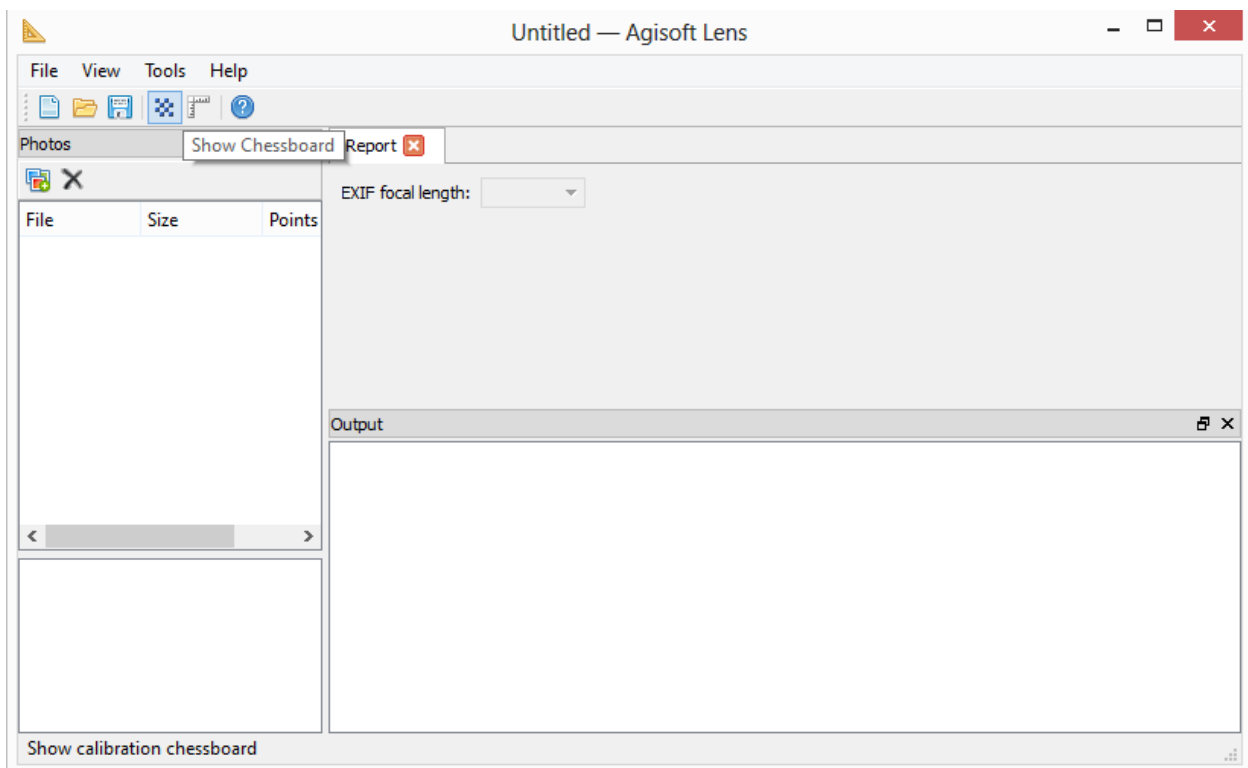 Untitled — Agisoft Lens
File View Tools Help
Photos
Show Chessboard
Report
EXIF focal length:
File Size Points
Output
Show calibration chessboard